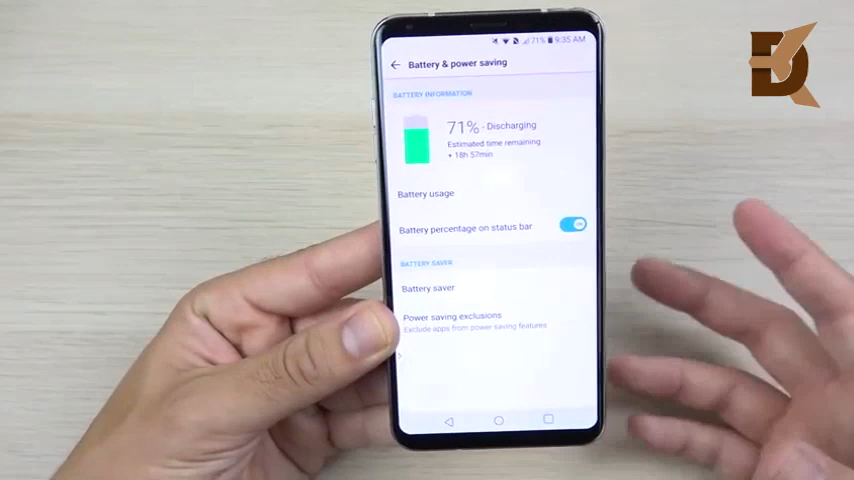 71% 9:35 AM
Battery & power saving
BATTERY INFORMATION
71% - Discharging
Estimated time remaining
+ 18h 57min
Battery usage
Battery percentage on status bar
ON
BATTERY SAVER
Battery saver
Power saving exclusions
Exclude apps from power saving features